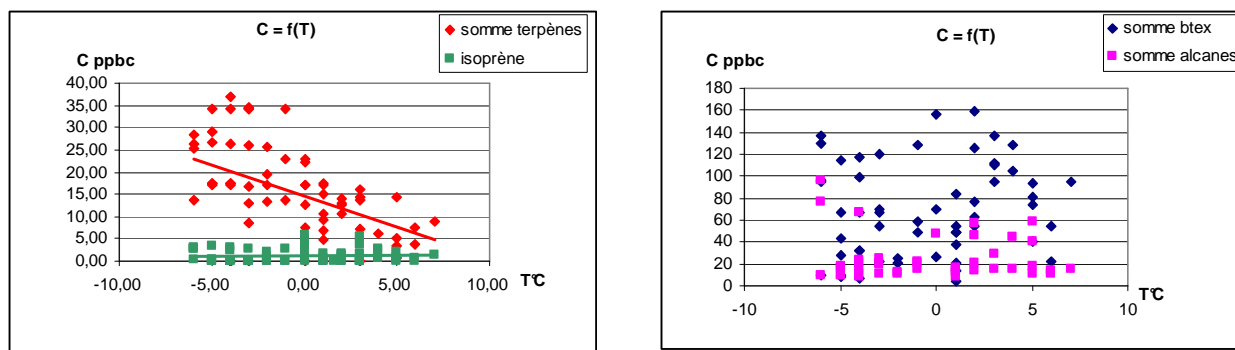 C = f(T)
somme terpènes
isoprène
C ppbc
40,00
35,00
30,00
25,00
20,00
15,00
10,00
5,00
0,00
-10,00 -5,00 0,00 5,00 10,00
T°C
C = f(T)
somme btex
somme alcanes
C ppbc
180
160
140
120
100
80
60
40
20
0
-10 -5 0 5 10
T°C